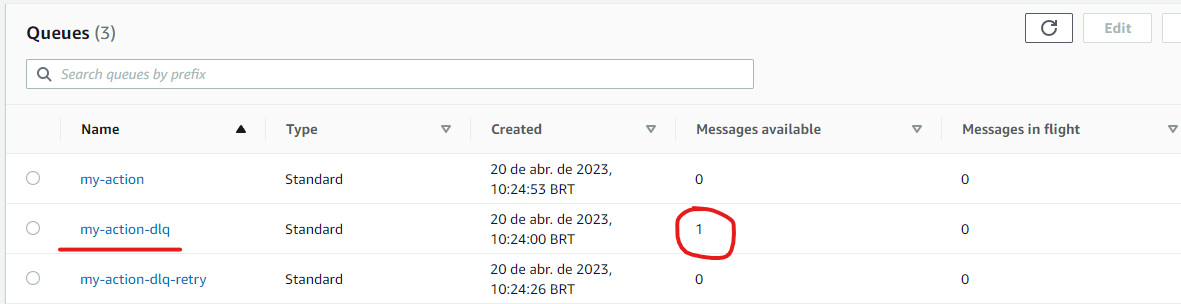 Queues (3)
Edit
Search queues by prefix
Name Type Created Messages available Messages in flight
my-action Standard 20 de abr. de 2023, 0 0
10:24:53 BRT
my-action-dlq Standard 20 de abr. de 2023, 1 0
10:24:00 BRT
my-action-dlq-retry Standard 20 de abr. de 2023, 0 0
10:24:26 BRT